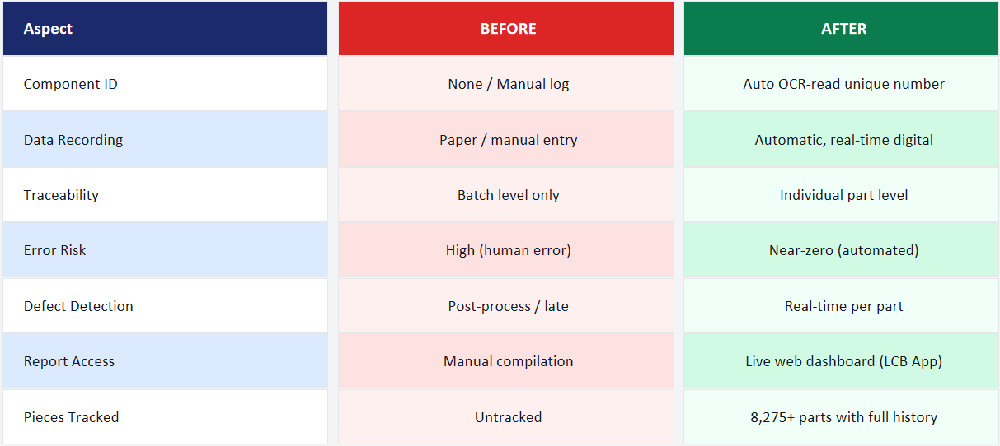 Aspect BEFORE AFTER
Component ID None / Manual log Auto OCR-read unique number
Data Recording Paper / manual entry Automatic, real-time digital
Traceability Batch level only Individual part level
Error Risk High (human error) Near-zero (automated)
Defect Detection Post-process / late Real-time per part
Report Access Manual compilation Live web dashboard (LCB App)
Pieces Tracked Untracked 8,275+ parts with full history